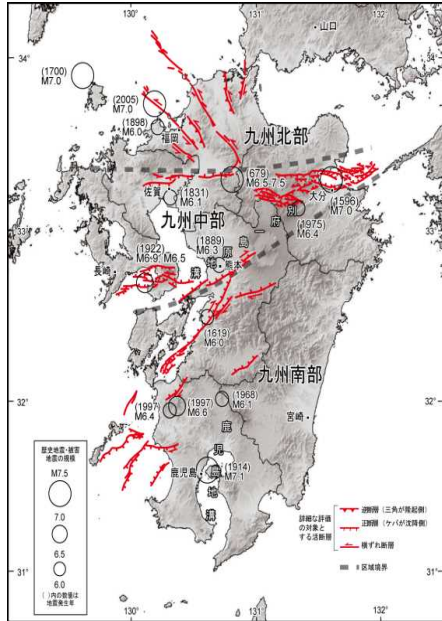 130°
131°
132°
山口
34°
34°
(1700)
M7.0
(2005)
M7.0
(1898)
M6.0
福岡
九州北部
(679)
M6.5-7.5
(1831)
M6.1
佐賀
大分
(1596)
M7.0
九州中部
別府－島原地溝
(1975)
M6.4
33°
33°
(1889)
M6.3
熊本
(1922)
M6.9, M6.5
長崎
(1619)
M6.0
九州南部
32°
32°
(1968)
M6.1
(1997)
M6.4
(1997)
M6.6
宮崎
鹿児島地溝
鹿児島
(1914)
M7.1
歴史地震・被害
地震の規模
M7.5
7.0
6.5
6.0
( )内の数値は
地震発生年
詳細な評価
の対象と
する活断層
逆断層（三角が隆起側）
正断層（ケバが沈降側）
横ずれ断層
区域境界
31°
31°
130°
131°
132°